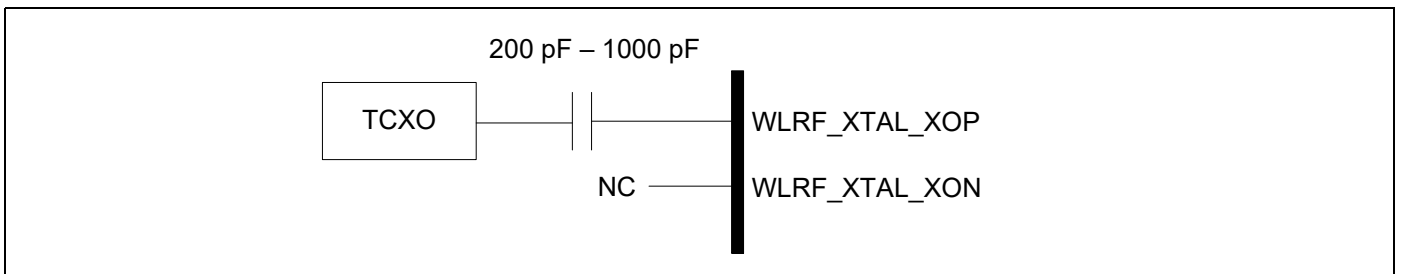 200 pF – 1000 pF
TCXO
WLRF_XTAL_XOP
NC
WLRF_XTAL_XON